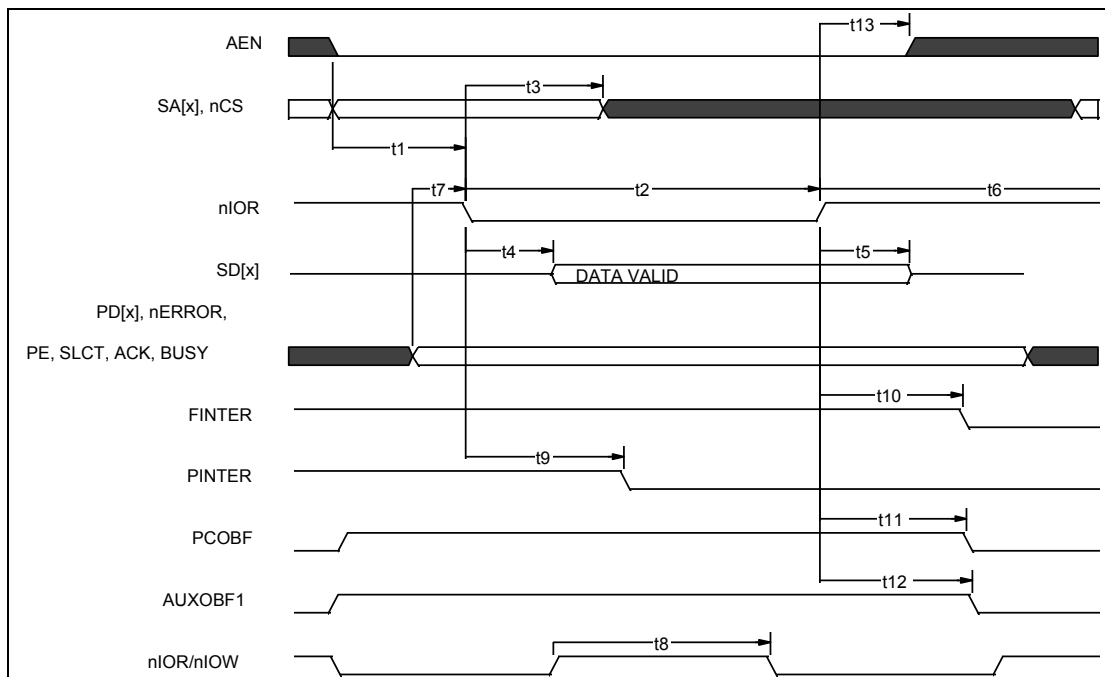 t13
AEN
t3
SA[x], nCS
t1
t7
t2
t6
nIOR
t4
t5
SD[x]
DATA VALID
PD[x], nERROR,
PE, SLCT, ACK, BUSY
t10
FINTER
t9
PINTER
t11
PCOBF
t12
AUXOBF1
t8
nIOR/nIOW